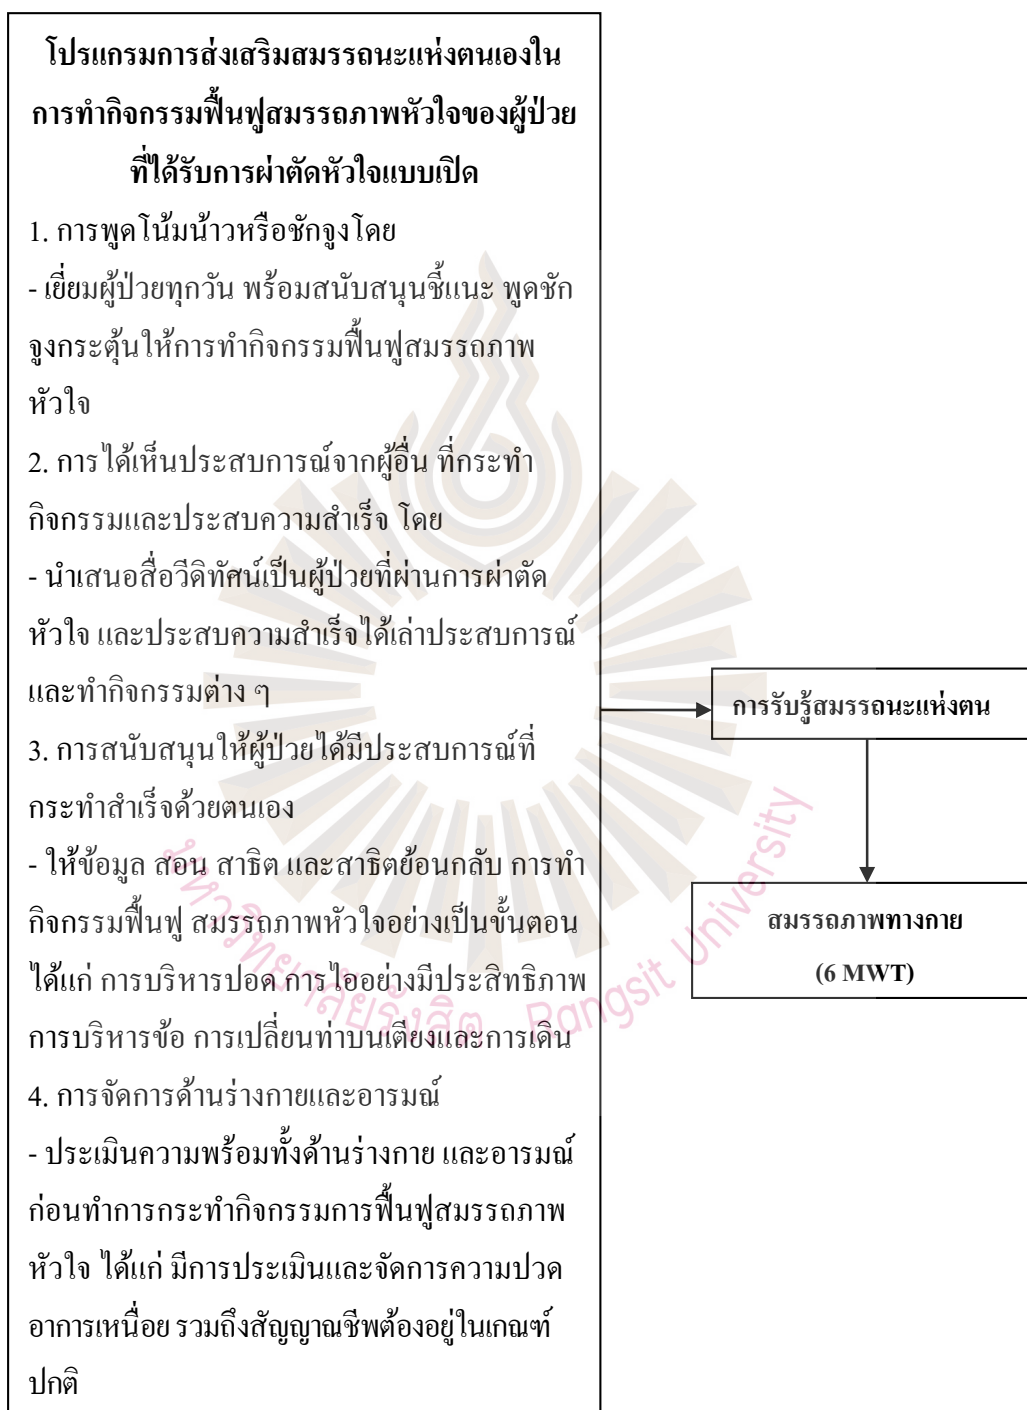 โปรแกรมการส่งเสริมสมรรถนะแห่งตนเองใน
การทำกิจกรรมฟื้นฟูสมรรถภาพหัวใจของผู้ป่วย
ที่ได้รับการผ่าตัดหัวใจแบบเปิด
1. การพูดโน้มน้าวหรือชักจูงโดย
- เยี่ยมผู้ป่วยทุกวัน พร้อมสนับสนุนชี้แนะ พูดชัก
จูงกระตุ้นให้การทำกิจกรรมฟื้นฟูสมรรถภาพ
หัวใจ
2. การได้เห็นประสบการณ์จากผู้อื่น ที่กระทำ
กิจกรรมและประสบความสำเร็จ โดย
- นำเสนอสื่อวีดิทัศน์เป็นผู้ป่วยที่ผ่านการผ่าตัด
หัวใจ และประสบความสำเร็จได้เล่าประสบการณ์
และทำกิจกรรมต่าง ๆ
3. การสนับสนุนให้ผู้ป่วยได้มีประสบการณ์ที่
กระทำสำเร็จด้วยตนเอง
- ให้ข้อมูล สอน สาธิต และสาธิตย้อนกลับ การทำ
กิจกรรมฟื้นฟู สมรรถภาพหัวใจอย่างเป็นขั้นตอน
ได้แก่ การบริหารปอด การไออย่างมีประสิทธิภาพ
การบริหารข้อ การเปลี่ยนท่าบนเตียงและการเดิน
4. การจัดการด้านร่างกายและอารมณ์
- ประเมินความพร้อมทั้งด้านร่างกาย และอารมณ์
ก่อนทำการกระทำกิจกรรมการฟื้นฟูสมรรถภาพ
หัวใจ ได้แก่ มีการประเมินและจัดการความปวด
อาการเหนื่อย รวมถึงสัญญาณชีพต้องอยู่ในเกณฑ์
ปกติ
การรับรู้สมรรถนะแห่งตน
สมรรถภาพทางกาย
(6 MWT)
มหาวิทยาลัยรังสิต Rangsit University